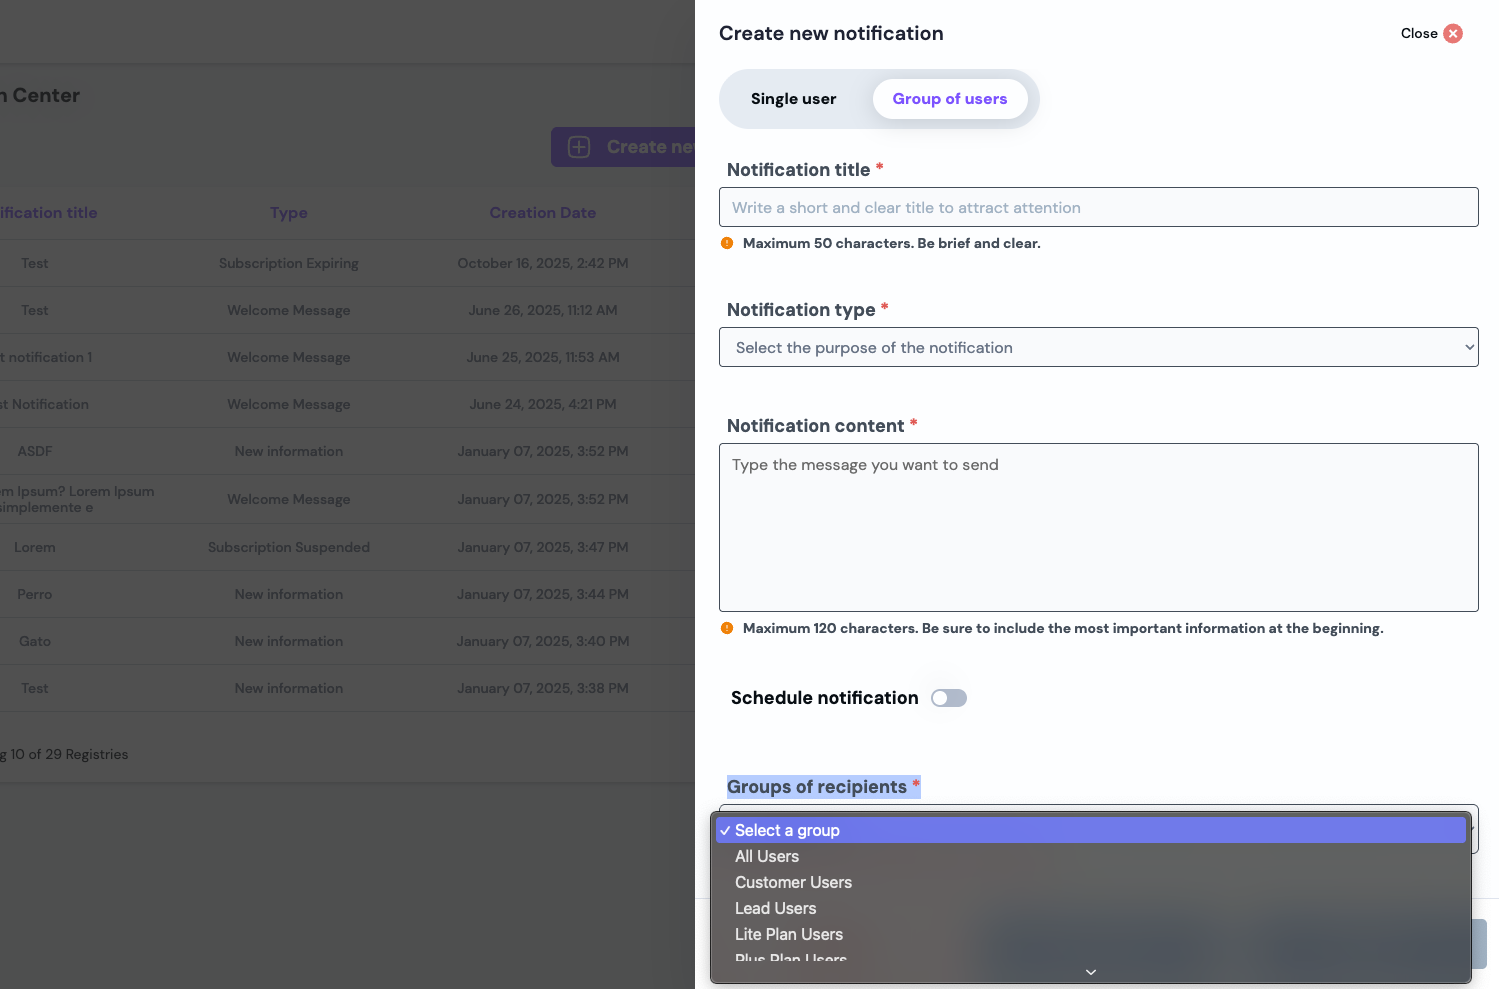 n Center
Create ne
ification title Type Creation Date
Test Subscription Expiring October 16, 2025, 2:42 PM
Test Welcome Message June 26, 2025, 11:12 AM
t notification 1 Welcome Message June 25, 2025, 11:53 AM
st Notification Welcome Message June 24, 2025, 4:21 PM
ASDF New information January 07, 2025, 3:52 PM
em Ipsum? Lorem Ipsum
simplemente e Welcome Message January 07, 2025, 3:52 PM
Lorem Subscription Suspended January 07, 2025, 3:47 PM
Perro New information January 07, 2025, 3:44 PM
Gato New information January 07, 2025, 3:40 PM
Test New information January 07, 2025, 3:38 PM
g 10 of 29 Registries
Create new notification
Close
Single user Group of users
Notification title *
Write a short and clear title to attract attention
Maximum 50 characters. Be brief and clear.
Notification type *
Select the purpose of the notification
Notification content *
Type the message you want to send
Maximum 120 characters. Be sure to include the most important information at the beginning.
Schedule notification
Groups of recipients *
✓ Select a group
All Users
Customer Users
Lead Users
Lite Plan Users
Plus Plan Users